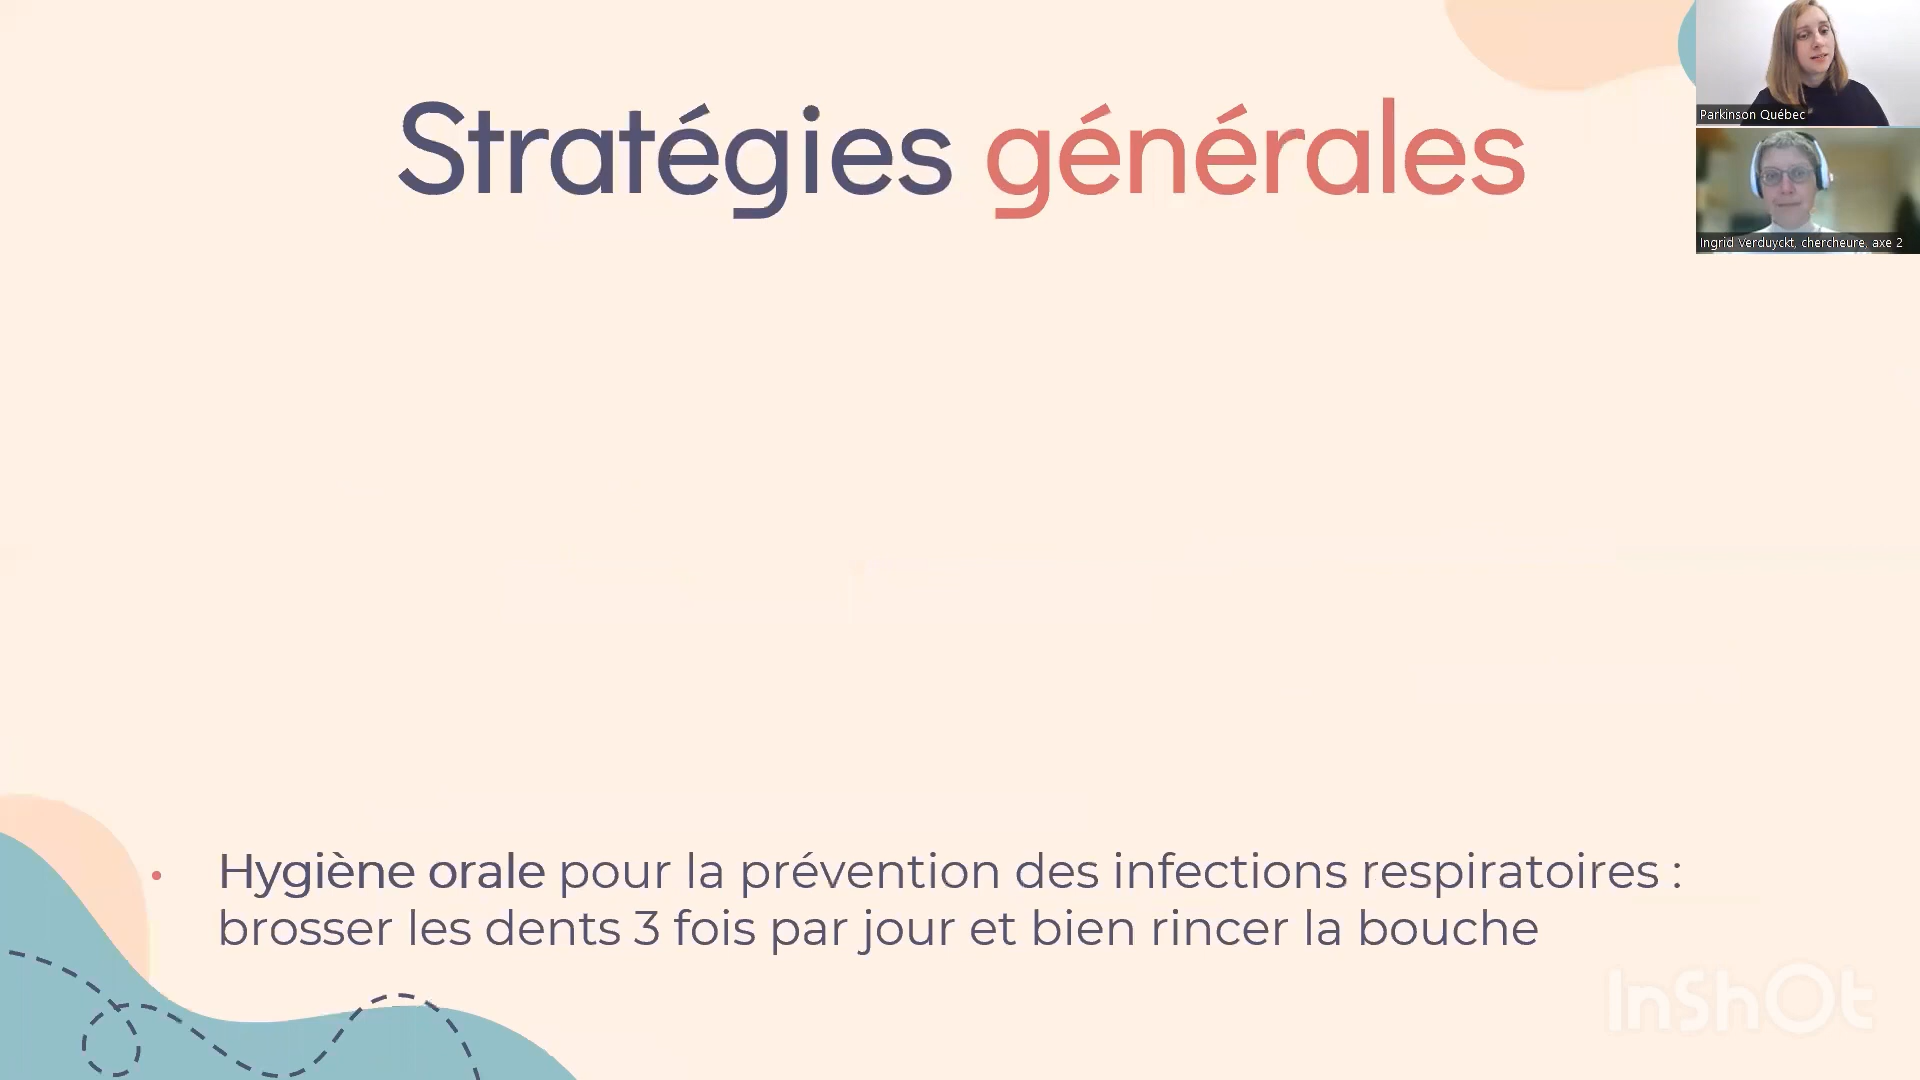 Stratégies générales
Parkinson Québec
Ingrid Verduyckt, chercheure, axe 2
• Hygiène orale pour la prévention des infections respiratoires :
brosser les dents 3 fois par jour et bien rincer la bouche
InShOt